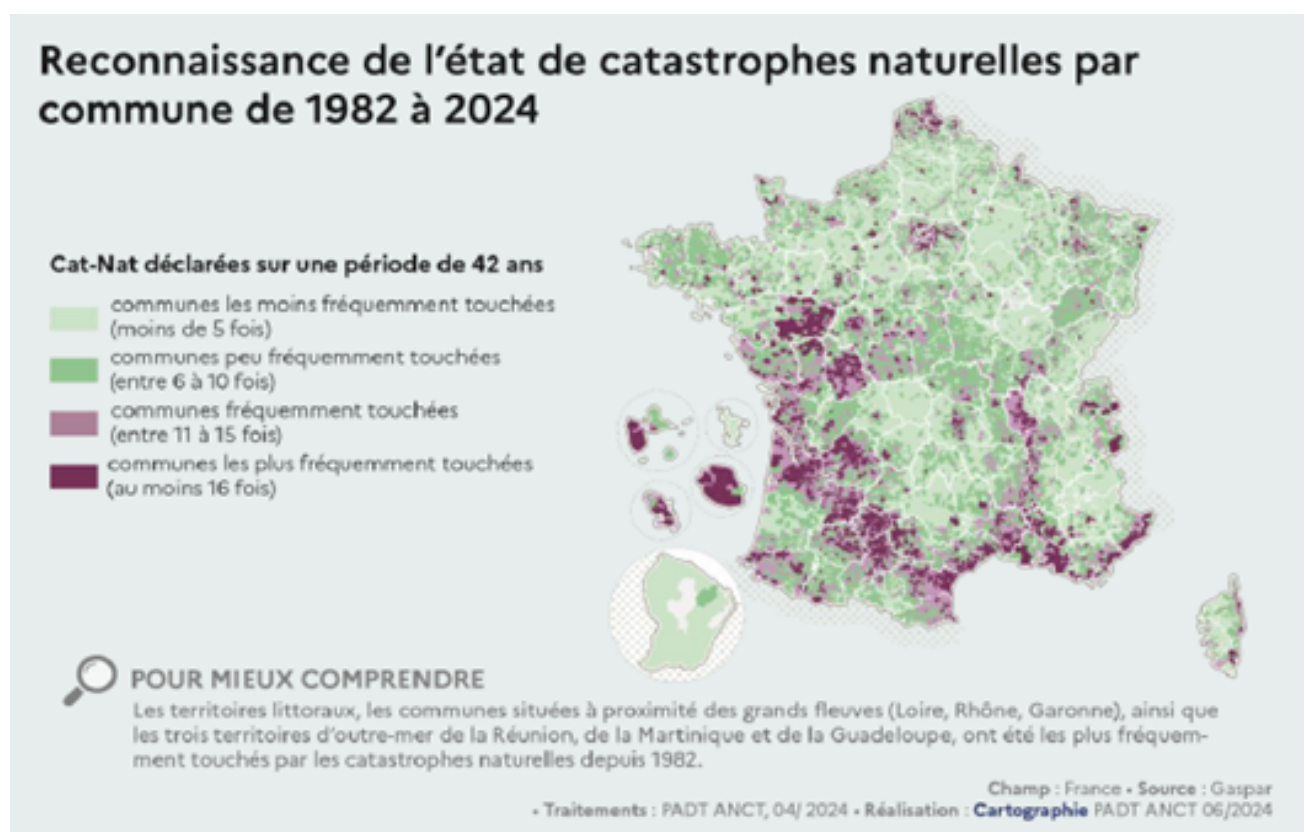 Reconnaissance de l'état de catastrophes naturelles par
commune de 1982 à 2024
Cat-Nat déclarées sur une période de 42 ans
communes les moins fréquemment touchées
(moins de 5 fois)
communes peu fréquemment touchées
(entre 6 à 10 fois)
communes fréquemment touchées
(entre 11 à 15 fois)
communes les plus fréquemment touchées
(au moins 16 fois)
POUR MIEUX COMPRENDRE
Les territoires littoraux, les communes situées à proximité des grands fleuves (Loire, Rhône, Garonne), ainsi que
les trois territoires d'outre-mer de la Réunion, de la Martinique et de la Guadeloupe, ont été les plus fréquem-
ment touchés par les catastrophes naturelles depuis 1982.
Champ : France • Source : Gaspar
• Traitements : PADT ANCT, 04/ 2024 • Réalisation : Cartographie PADT ANCT 06/2024